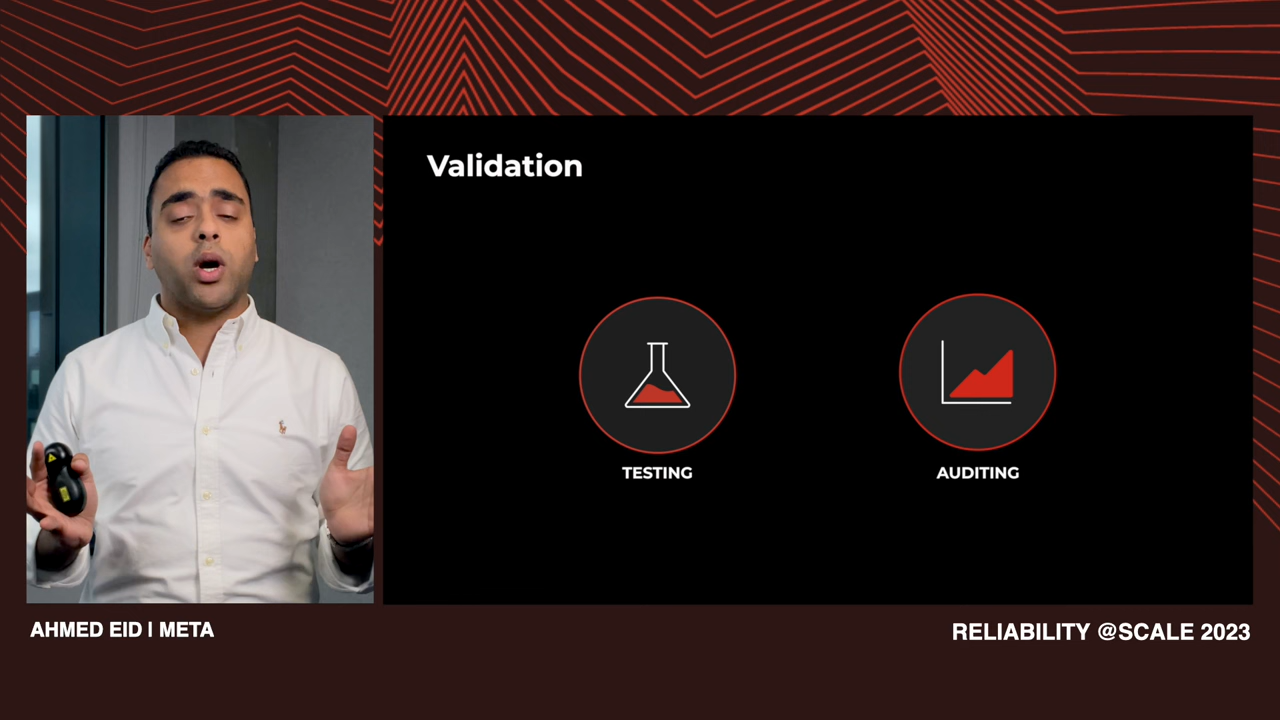 Validation
TESTING
AUDITING
AHMED EID | META
RELIABILITY @SCALE 2023